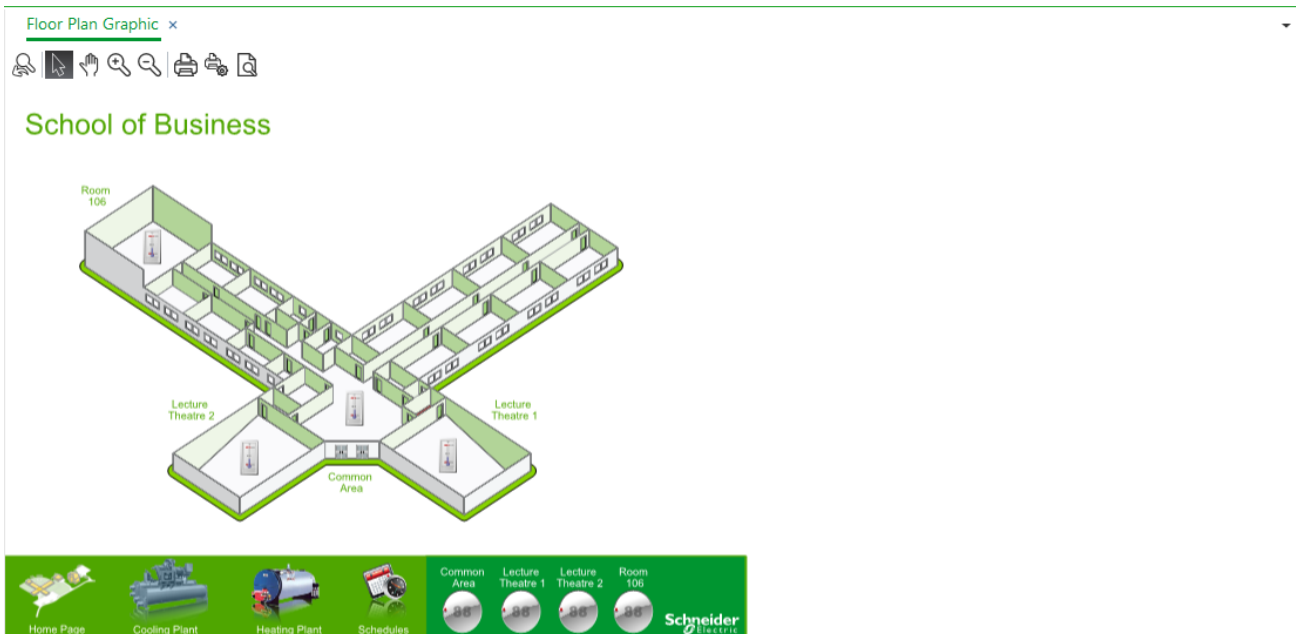 Floor Plan Graphic ×
School of Business
Room
106
Lecture
Theatre 2
Lecture
Theatre 1
Common
Area
Home Page
Cooling Plant
Heating Plant
Schedules
Common
Area
Lecture
Theatre 1
Lecture
Theatre 2
Room
106
88
88
88
88
Schneider
Electric